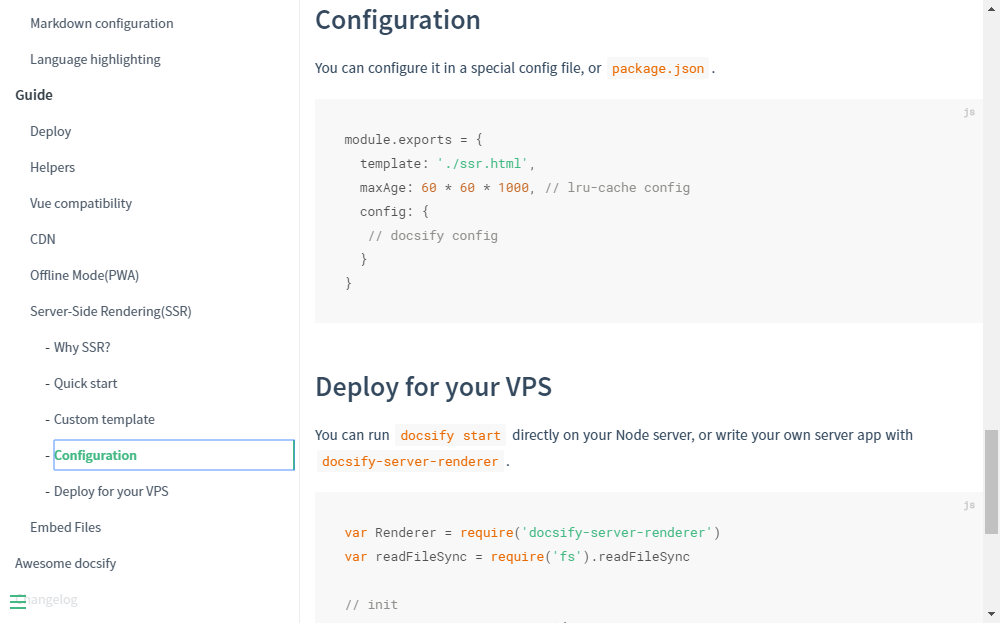 Markdown configuration
Language highlighting
Guide
Deploy
Helpers
Vue compatibility
CDN
Offline Mode(PWA)
Server-Side Rendering(SSR)
- Why SSR?
- Quick start
- Custom template
- Configuration
- Deploy for your VPS
Embed Files
Awesome docsify
Changelog
Configuration
You can configure it in a special config file, or package.json .
js
module.exports = {
  template: './ssr.html',
  maxAge: 60 * 60 * 1000, // lru-cache config
  config: {
   // docsify config
  }
}
Deploy for your VPS
You can run docsify start directly on your Node server, or write your own server app with
docsify-server-renderer .
js
var Renderer = require('docsify-server-renderer')
var readFileSync = require('fs').readFileSync
// init